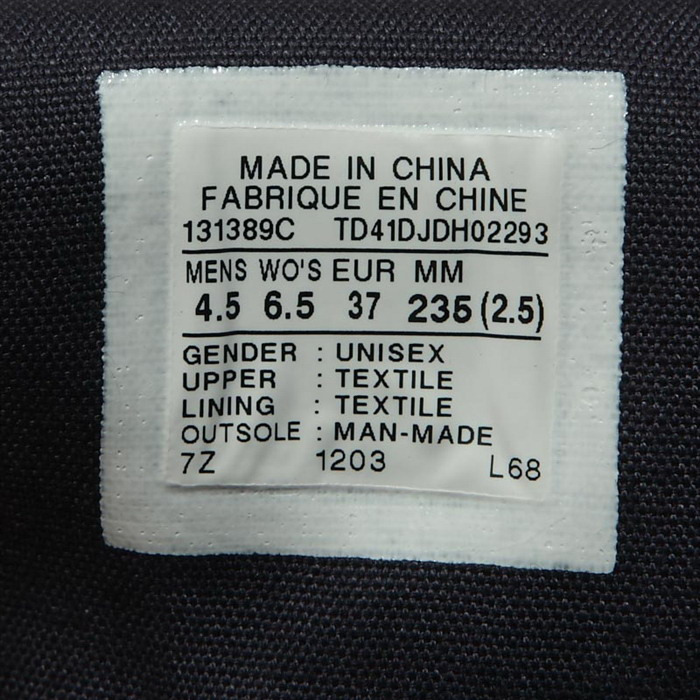 MADE IN CHINA
FABRIQUE EN CHINE
131389C TD41DJDH02293
MENS WO'S EUR MM
4.5 6.5 37 235 (2.5)
GENDER : UNISEX
UPPER : TEXTILE
LINING : TEXTILE
OUTSOLE : MAN-MADE
7Z 1203 L68